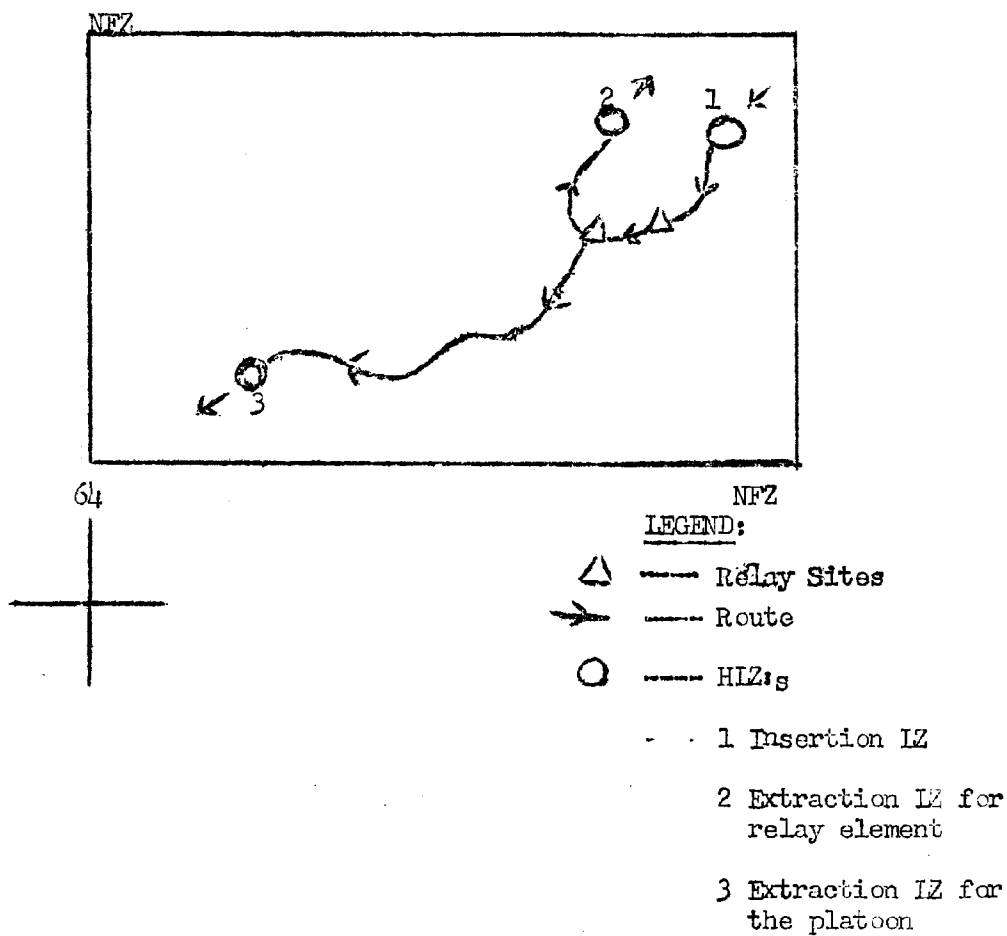 NFZ
2
1
3
64
NFZ
LEGEND:
Relay Sites
Route
HLZ:s
1 Insertion LZ
2 Extraction LZ for
relay element
3 Extraction LZ for
the platoon